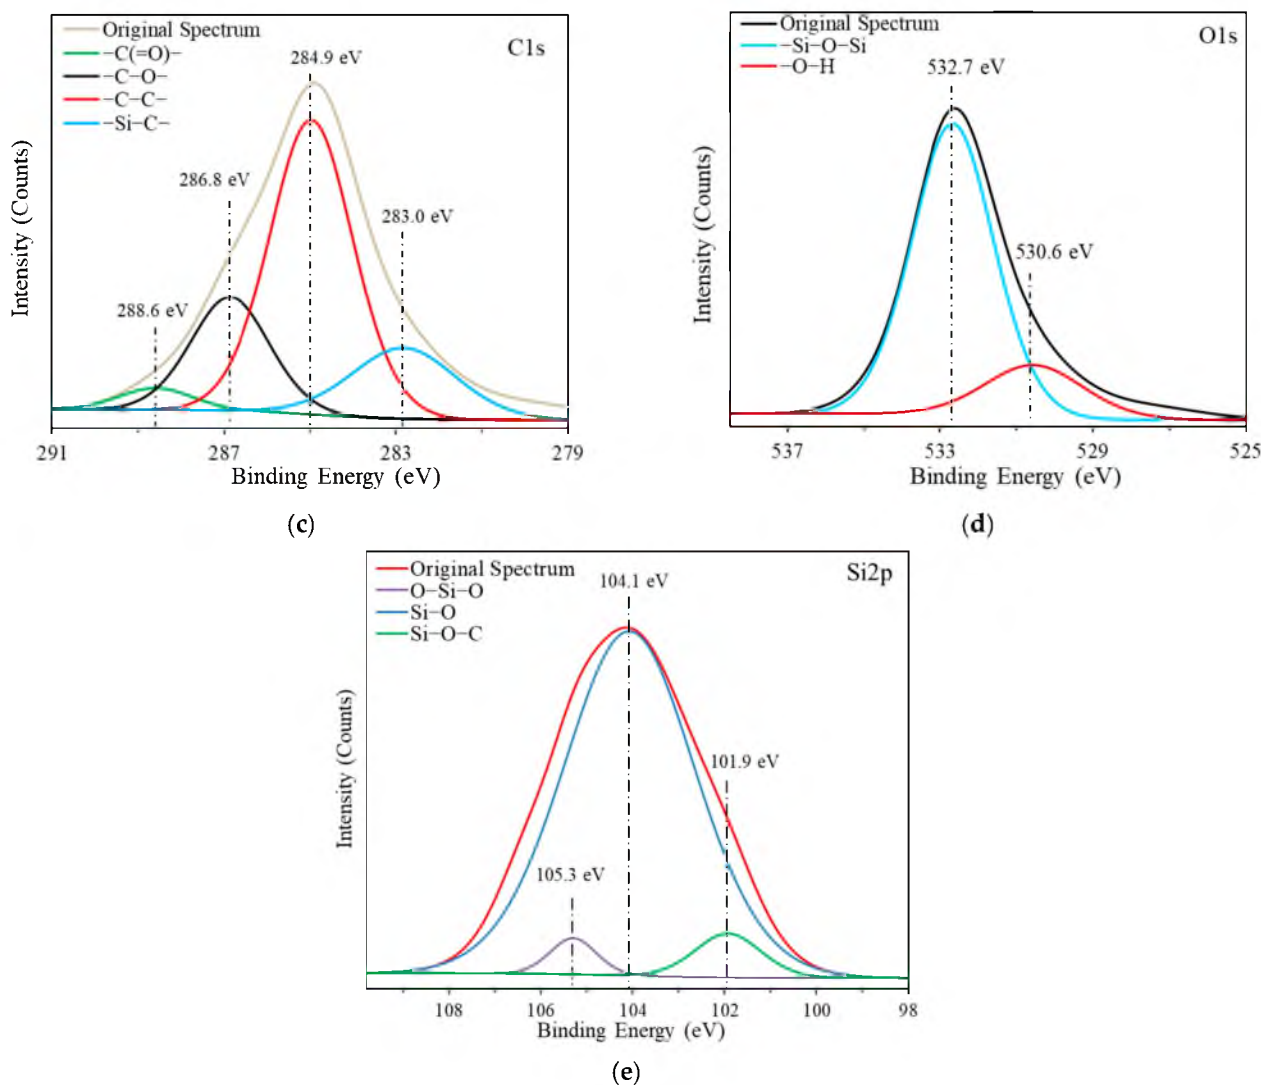 Original Spectrum
−C(=O)−
−C−O−
−C−C−
−Si−C−
C1s
284.9 eV
286.8 eV
283.0 eV
288.6 eV
Intensity (Counts)
291 287 283 279
Binding Energy (eV)
(c)
Original Spectrum
−Si−O−Si
−O−H
O1s
532.7 eV
530.6 eV
Intensity (Counts)
537 533 529 525
Binding Energy (eV)
(d)
Original Spectrum
O−Si−O
Si−O
Si−O−C
Si2p
104.1 eV
101.9 eV
105.3 eV
Intensity (Counts)
108 106 104 102 100 98
Binding Energy (eV)
(e)